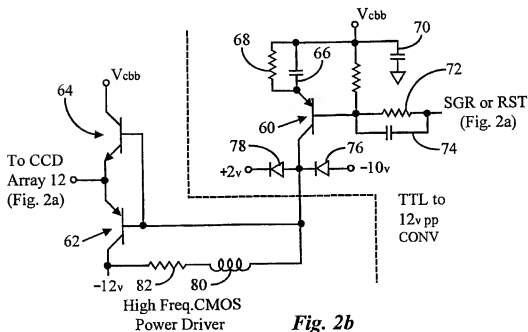 Vcbb
70
68
66
72
SGR or RST
(Fig. 2a)
74
60
Vcbb
64
78
76
+2v
-10v
To CCD
Array 12
(Fig. 2a)
TTL to
12v pp
CONV
62
-12v
82
80
High Freq.CMOS
Power Driver
Fig. 2b